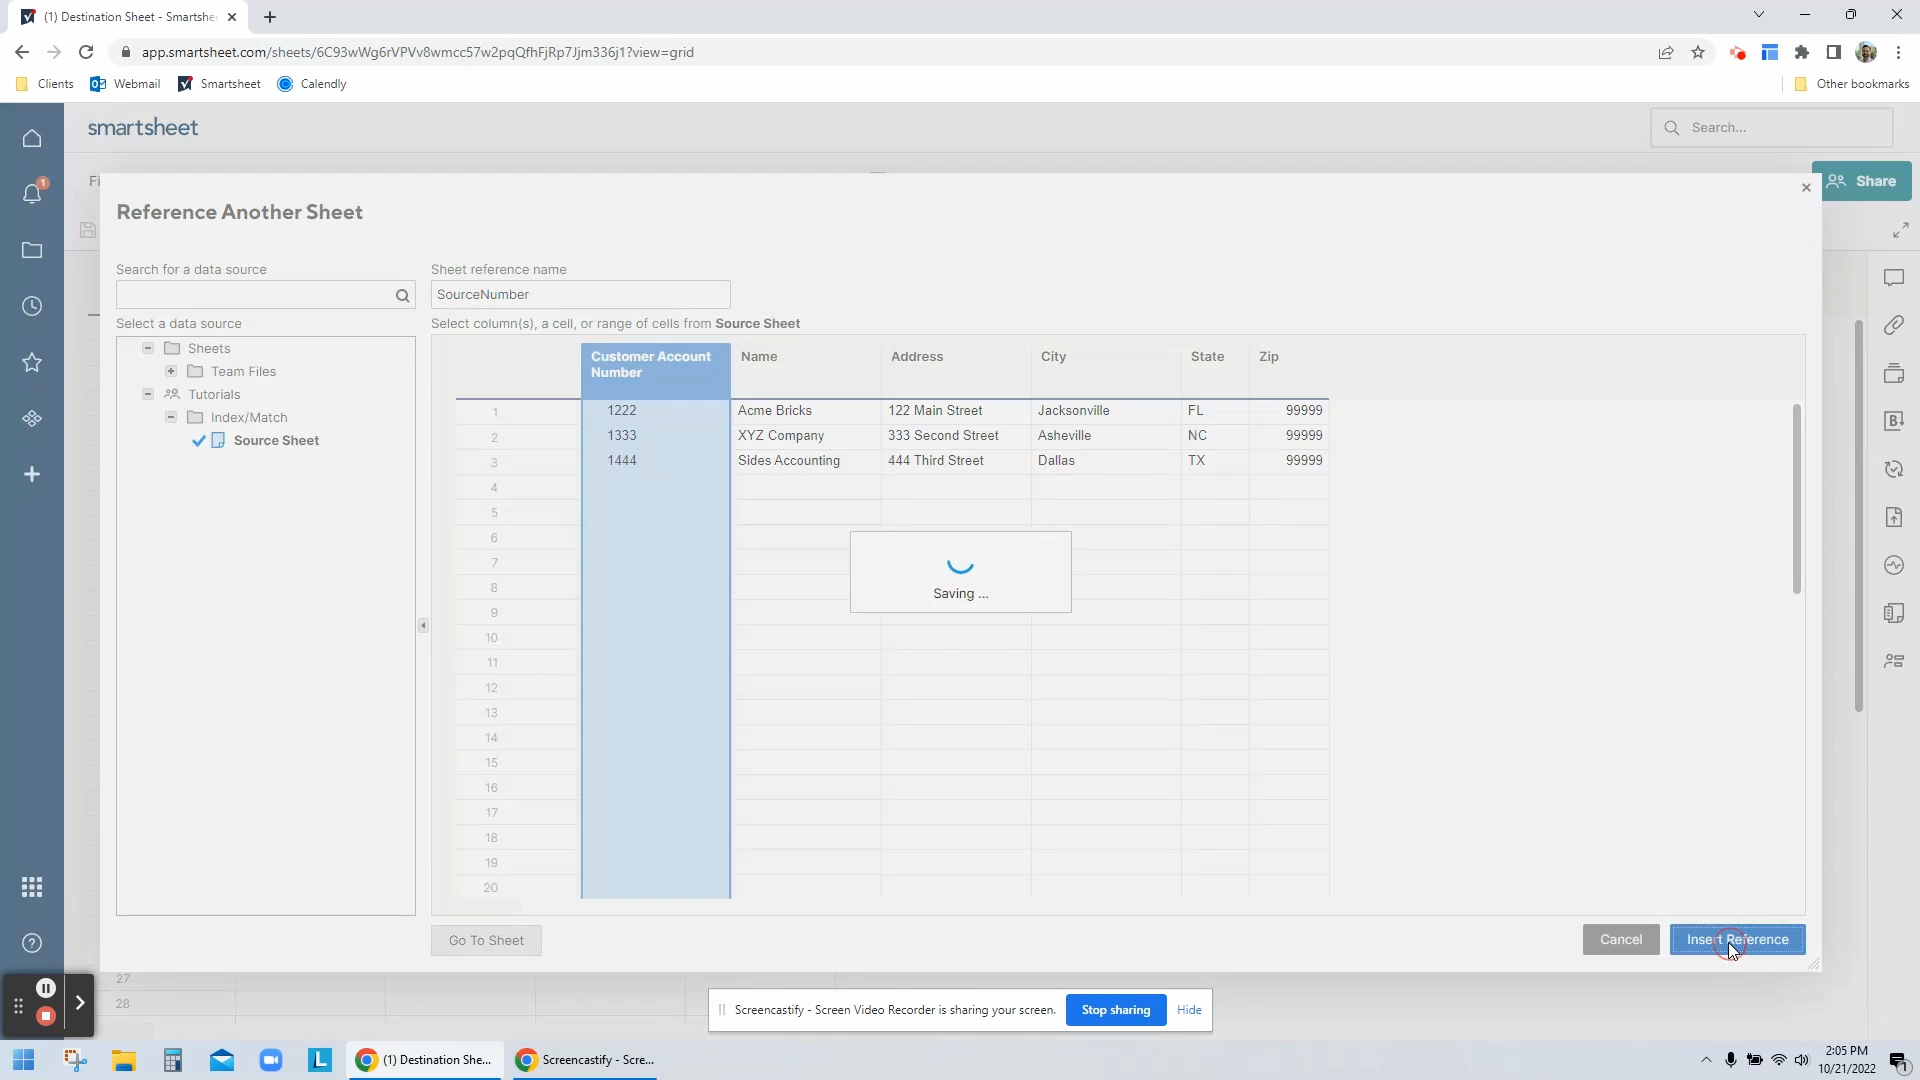 (1) Destination Sheet - Smartshe
app.smartsheet.com/sheets/6C93wWg6rVPVv8wmcc57w2pqQfhFjRp7Jjm336j1?view=grid
Clients Webmail Smartsheet Calendly Other bookmarks
smartsheet
Search...
Fi
1
Share
Reference Another Sheet
Search for a data source
Sheet reference name
SourceNumber
Select a data source
Select column(s), a cell, or range of cells from Source Sheet
Sheets
Team Files
Tutorials
Index/Match
Source Sheet
Customer Account Number Name Address City State Zip
1 1222 Acme Bricks 122 Main Street Jacksonville FL 99999
2 1333 XYZ Company 333 Second Street Asheville NC 99999
3 1444 Sides Accounting 444 Third Street Dallas TX 99999
4
5
6
7
8
9
10
11
12
13
14
15
16
17
18
19
20
Saving ...
Go To Sheet
Cancel
Insert Reference
27
28
Screencastify - Screen Video Recorder is sharing your screen. Stop sharing Hide
(1) Destination She...
Screencastify - Scre...
2:05 PM
10/21/2022
1